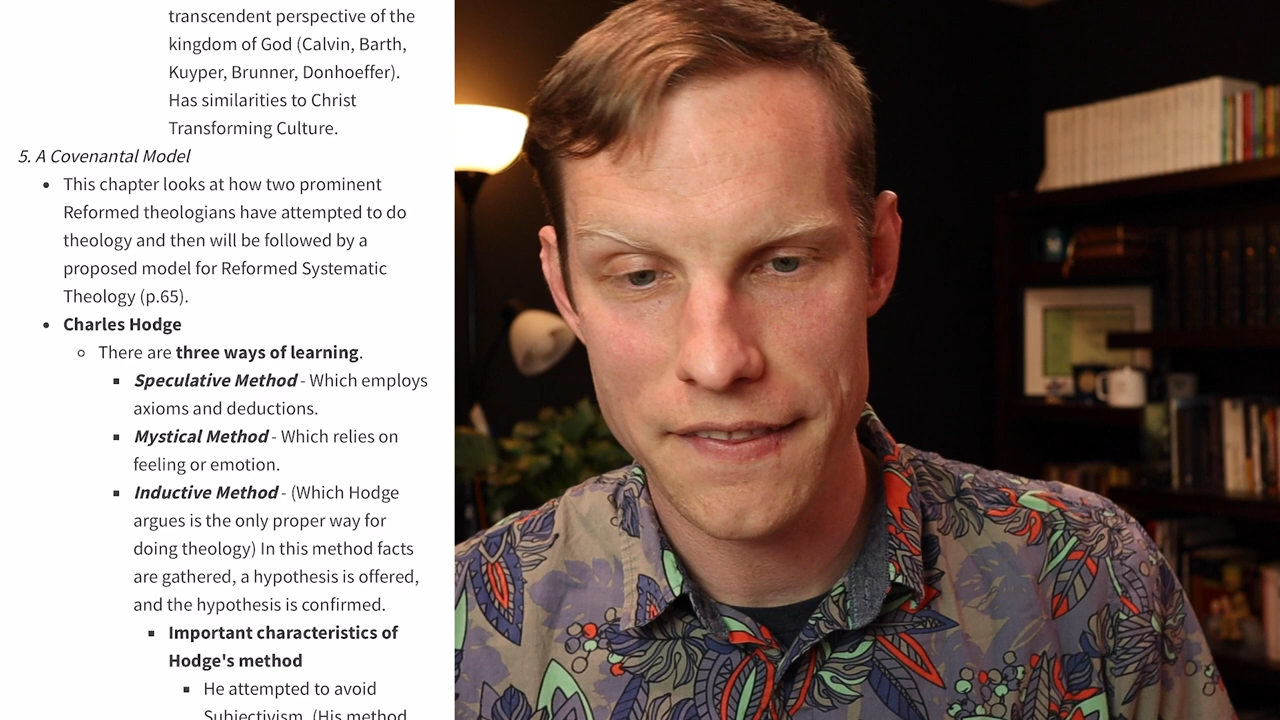 transcendent perspective of the
kingdom of God (Calvin, Barth,
Kuyper, Brunner, Donhoeffer).
Has similarities to Christ
Transforming Culture.
5. A Covenantal Model
• This chapter looks at how two prominent
Reformed theologians have attempted to do
theology and then will be followed by a
proposed model for Reformed Systematic
Theology (p.65).
• Charles Hodge
○ There are three ways of learning.
▪ Speculative Method - Which employs
axioms and deductions.
▪ Mystical Method - Which relies on
feeling or emotion.
▪ Inductive Method - (Which Hodge
argues is the only proper way for
doing theology) In this method facts
are gathered, a hypothesis is offered,
and the hypothesis is confirmed.
▪ Important characteristics of
Hodge's method
▪ He attempted to avoid
Subjectivism. (His method